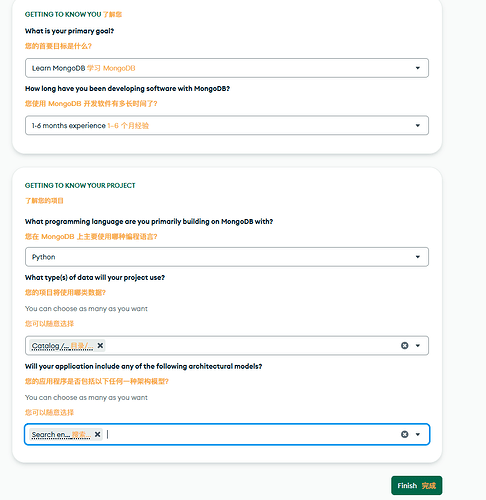 GETTING TO KNOW YOU 了解您
What is your primary goal?
您的首要目标是什么?
Learn MongoDB 学习 MongoDB
How long have you been developing software with MongoDB?
您使用 MongoDB 开发软件有多长时间了?
1-6 months experience 1-6 个月经验
GETTING TO KNOW YOUR PROJECT
了解您的项目
What programming language are you primarily building on MongoDB with?
您在 MongoDB 上主要使用哪种编程语言?
Python
What type(s) of data will your project use?
您的项目将使用哪类数据?
You can choose as many as you want
您可以随意选择
Catalog /... 目录/...
Will your application include any of the following architectural models?
您的应用程序是否包括以下任何一种架构模型?
You can choose as many as you want
您可以随意选择
Search en... 搜索...
Finish 完成